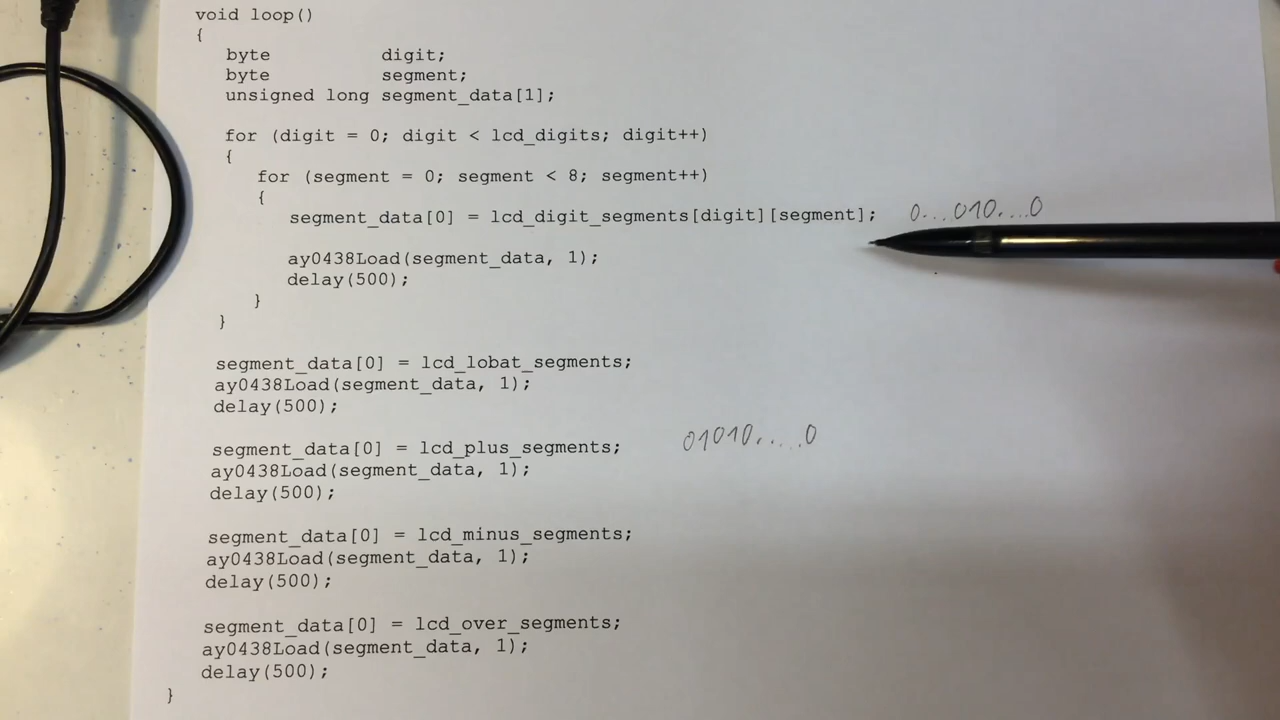 void loop()
{
byte digit;
byte segment;
unsigned long segment_data[1];
for (digit = 0; digit < lcd_digits; digit++)
{
for (segment = 0; segment < 8; segment++)
{
segment_data[0] = lcd_digit_segments[digit][segment]; 0...010....0
ay0438Load(segment_data, 1);
delay(500);
}
}
segment_data[0] = lcd_lobat_segments;
ay0438Load(segment_data, 1);
delay(500);
segment_data[0] = lcd_plus_segments; 01010.....0
ay0438Load(segment_data, 1);
delay(500);
segment_data[0] = lcd_minus_segments;
ay0438Load(segment_data, 1);
delay(500);
segment_data[0] = lcd_over_segments;
ay0438Load(segment_data, 1);
delay(500);
}